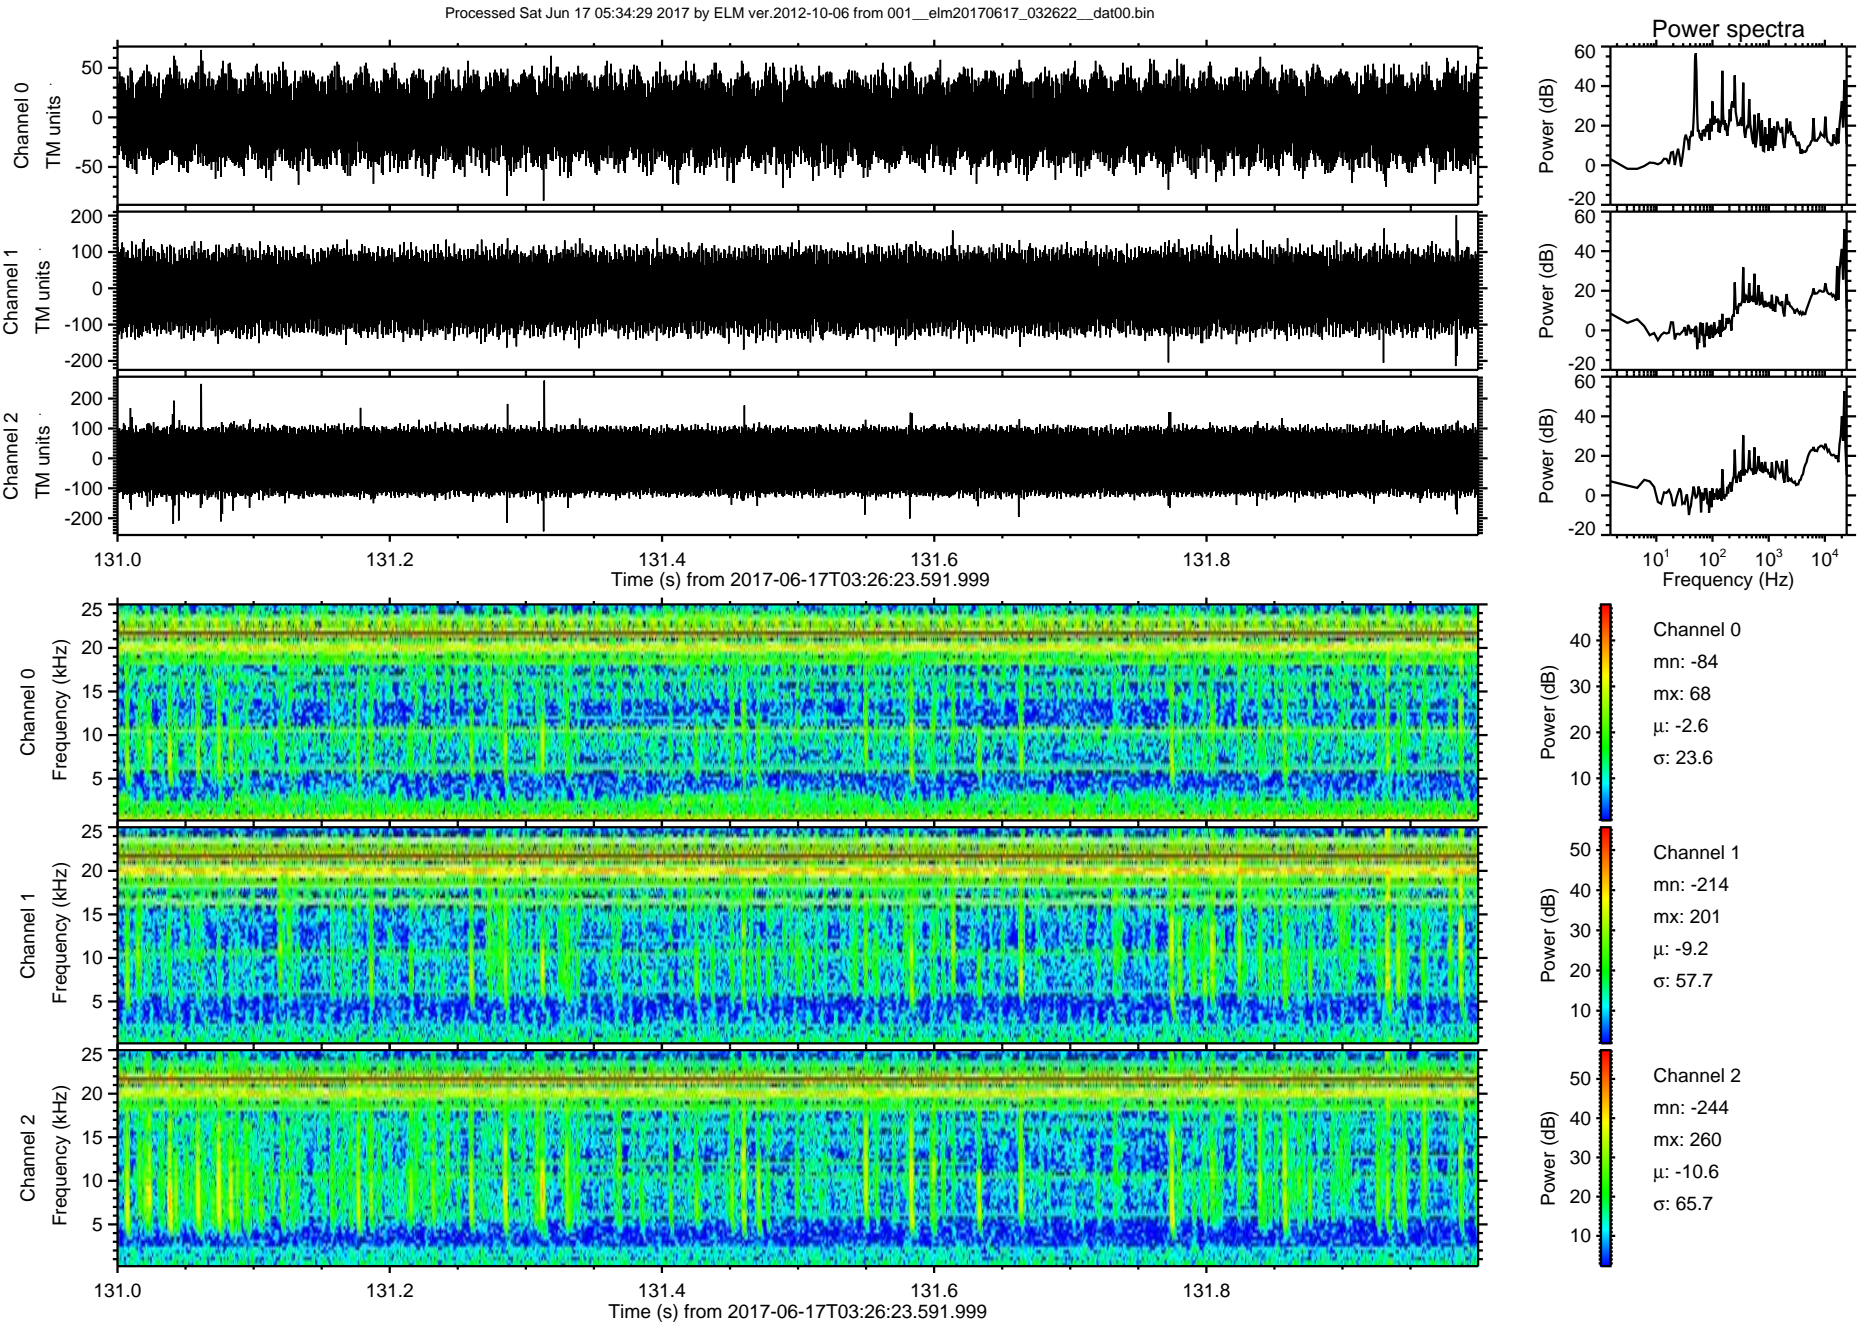 Processed Sat Jun 17 05:34:29 2017 by ELM ver.2012-10-06 from 001__elm20170617_032622__dat00.bin
Power spectra
Channel 0
TM units
50
0
-50
Power (dB)
60
40
20
0
-20
Channel 1
TM units
200
100
0
-100
-200
Power (dB)
60
40
20
0
-20
Channel 2
TM units
200
100
0
-100
-200
Power (dB)
60
40
20
0
-20
131.0 131.2 131.4 131.6 131.8
Time (s) from 2017-06-17T03:26:23.591.999
10^1 10^2 10^3 10^4
Frequency (Hz)
Channel 0
Frequency (kHz)
25
20
15
10
5
Power (dB)
40
30
20
10
Channel 0
mn: -84
mx: 68
μ: -2.6
σ: 23.6
Channel 1
Frequency (kHz)
25
20
15
10
5
Power (dB)
50
40
30
20
10
Channel 1
mn: -214
mx: 201
μ: -9.2
σ: 57.7
Channel 2
Frequency (kHz)
25
20
15
10
5
Power (dB)
50
40
30
20
10
Channel 2
mn: -244
mx: 260
μ: -10.6
σ: 65.7
131.0 131.2 131.4 131.6 131.8
Time (s) from 2017-06-17T03:26:23.591.999